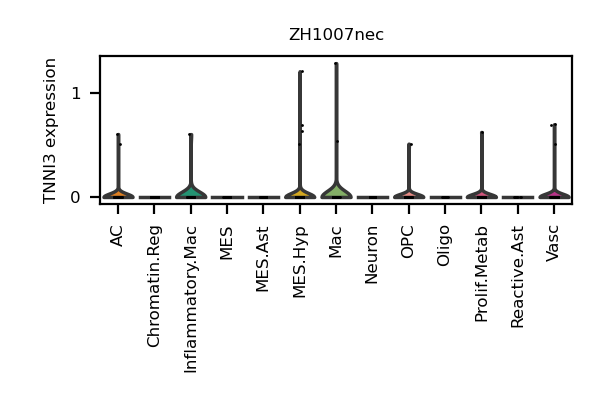 ZH1007nec
TNNI3 expression
1
0
AC
Chromatin.Reg
Inflammatory.Mac
MES
MES.Ast
MES.Hyp
Mac
Neuron
OPC
Oligo
Prolif.Metab
Reactive.Ast
Vasc